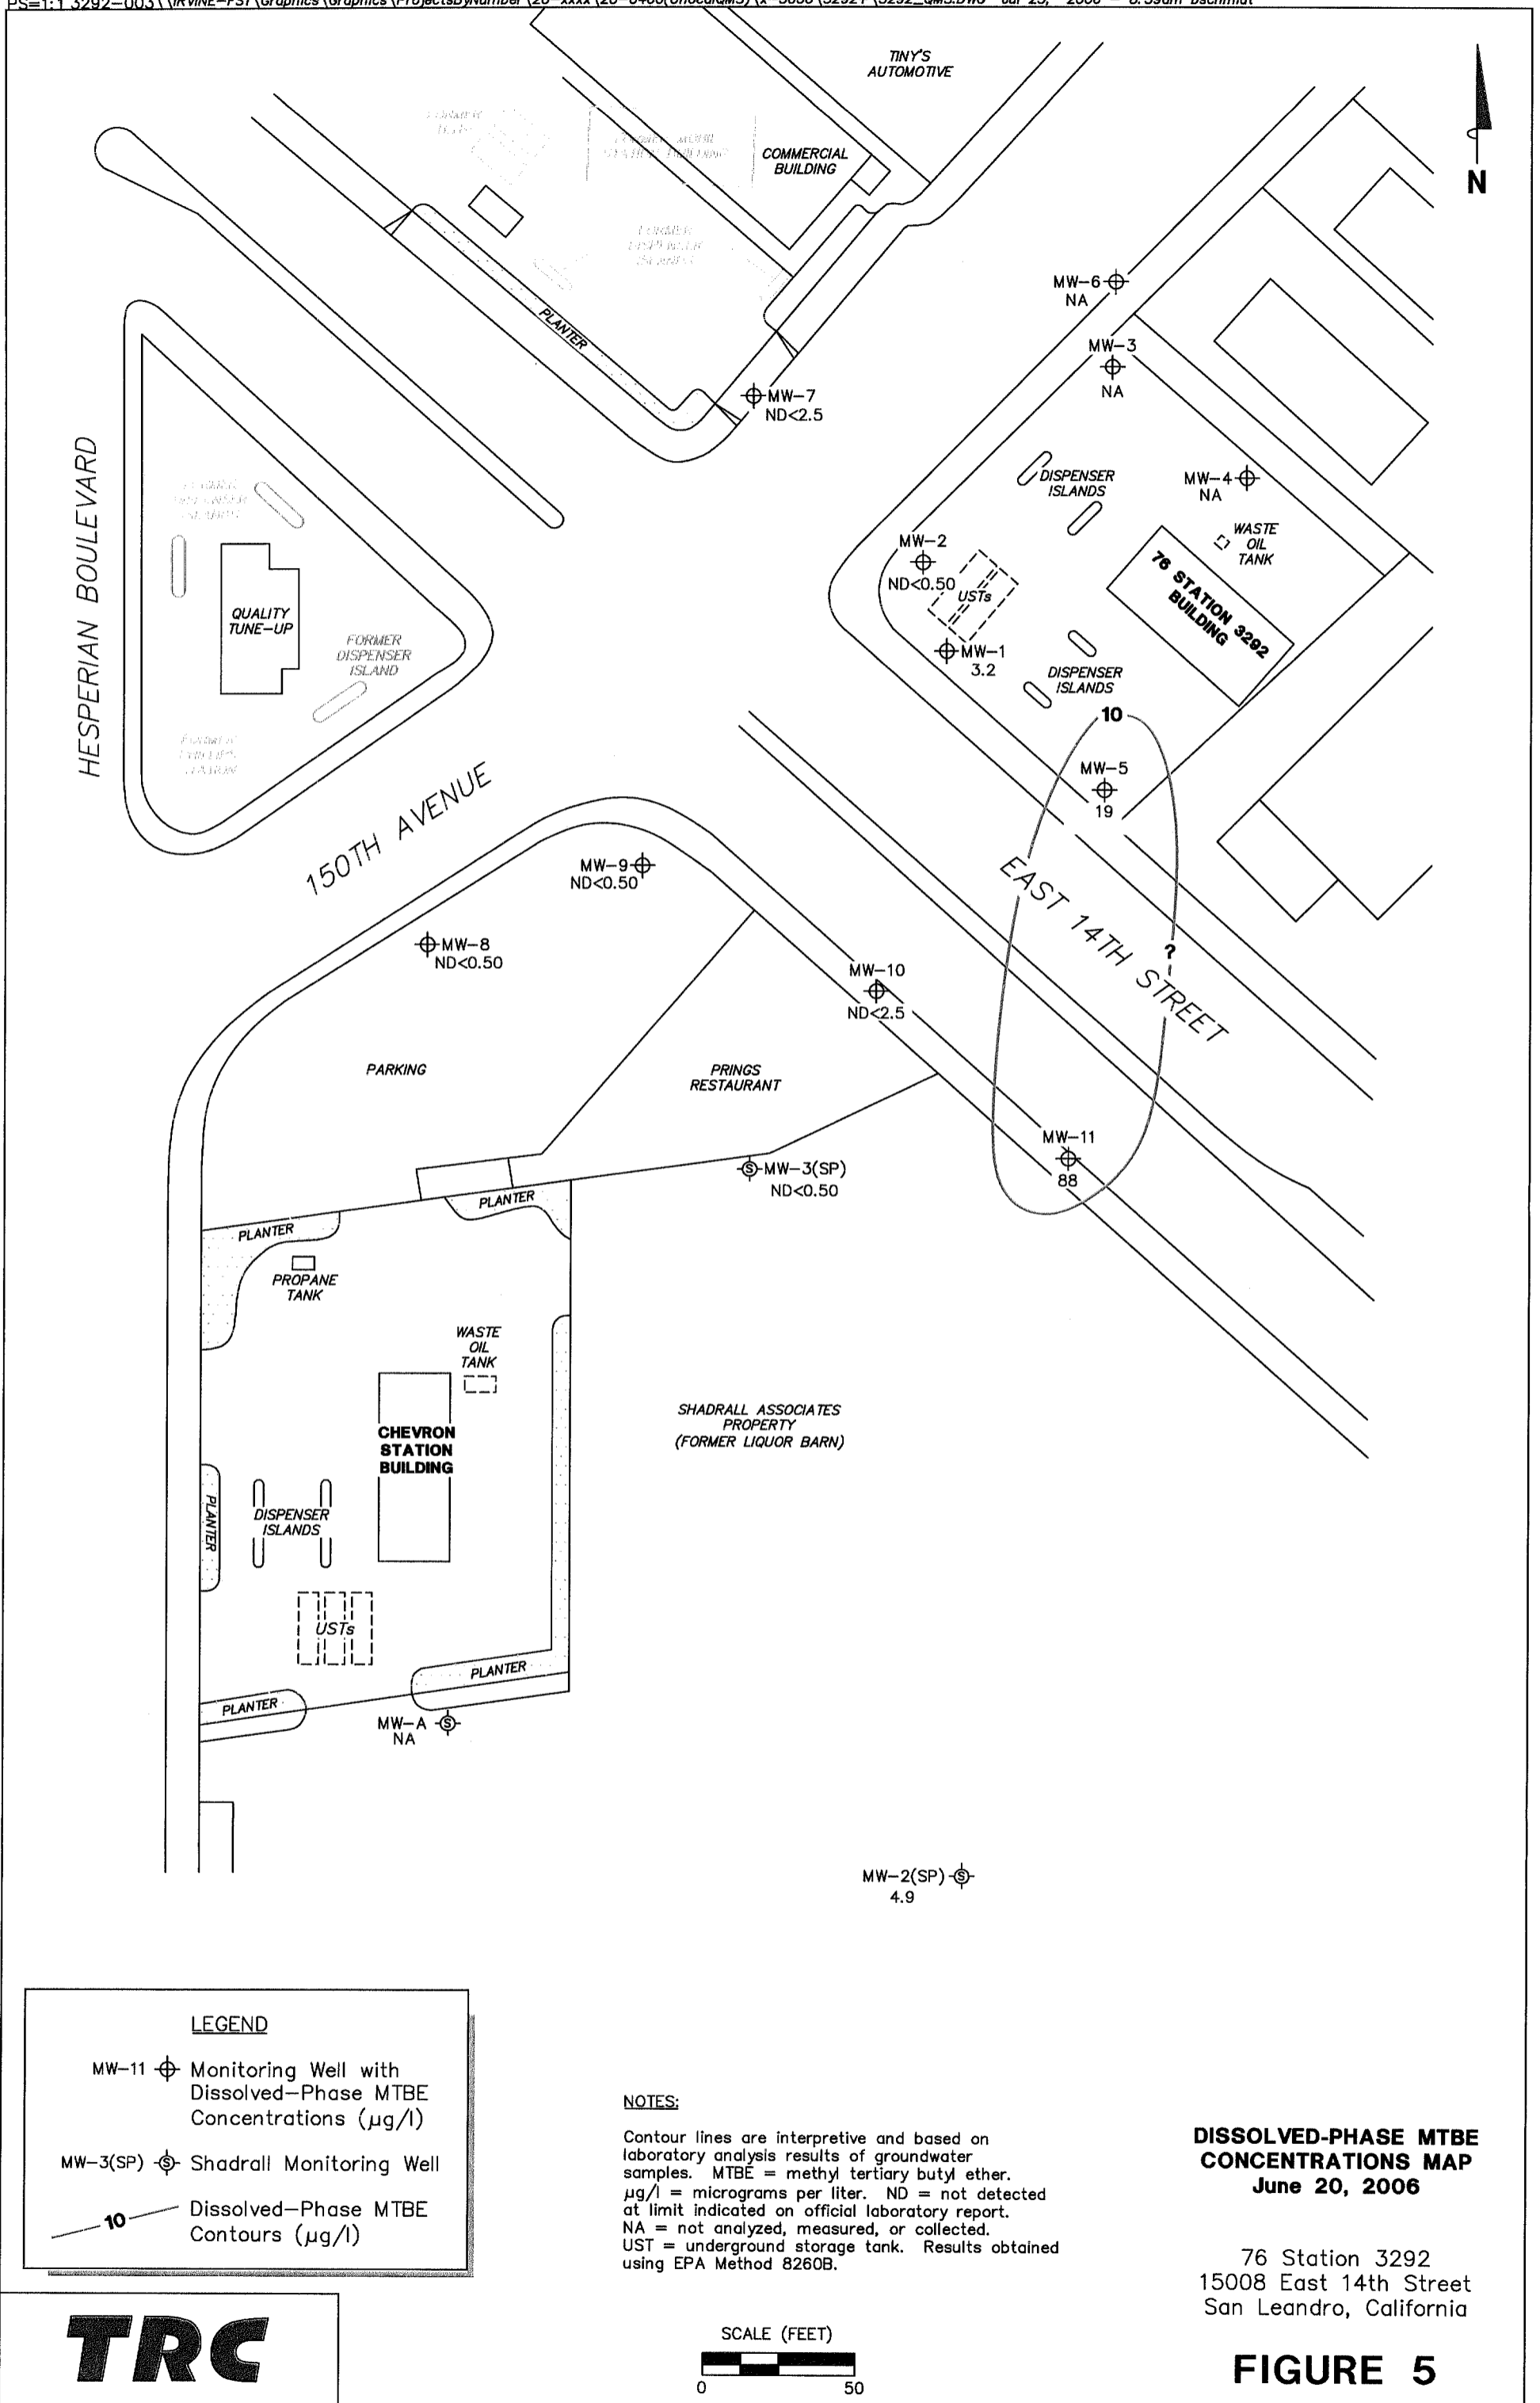 TINY'S
AUTOMOTIVE
COMMERCIAL
BUILDING
N
FORMER
DISPENSER
ISLANDS
PLANTER
MW-6
NA
MW-3
NA
MW-7
ND<2.5
DISPENSER
ISLANDS
MW-4
NA
WASTE
OIL
TANK
MW-2
ND<0.50
USTs
76 STATION 3292
BUILDING
MW-1
3.2
DISPENSER
ISLANDS
10
MW-5
19
HESPERIAN BOULEVARD
QUALITY
TUNE-UP
FORMER
DISPENSER
ISLAND
150TH AVENUE
EAST 14TH STREET
?
MW-9
ND<0.50
MW-8
ND<0.50
MW-10
ND<2.5
PARKING
PRINGS
RESTAURANT
MW-11
88
MW-3(SP)
ND<0.50
PLANTER
PLANTER
PROPANE
TANK
WASTE
OIL
TANK
CHEVRON
STATION
BUILDING
SHADRALL ASSOCIATES
PROPERTY
(FORMER LIQUOR BARN)
PLANTER
DISPENSER
ISLANDS
USTs
PLANTER
PLANTER
MW-A
NA
MW-2(SP)
4.9
LEGEND
MW-11 Monitoring Well with
Dissolved-Phase MTBE
Concentrations (µg/l)
MW-3(SP) Shadrall Monitoring Well
10 Dissolved-Phase MTBE
Contours (µg/l)
NOTES:
Contour lines are interpretive and based on
laboratory analysis results of groundwater
samples. MTBE = methyl tertiary butyl ether.
µg/l = micrograms per liter. ND = not detected
at limit indicated on official laboratory report.
NA = not analyzed, measured, or collected.
UST = underground storage tank. Results obtained
using EPA Method 8260B.
SCALE (FEET)
0 50
DISSOLVED-PHASE MTBE
CONCENTRATIONS MAP
June 20, 2006
76 Station 3292
15008 East 14th Street
San Leandro, California
FIGURE 5
TRC